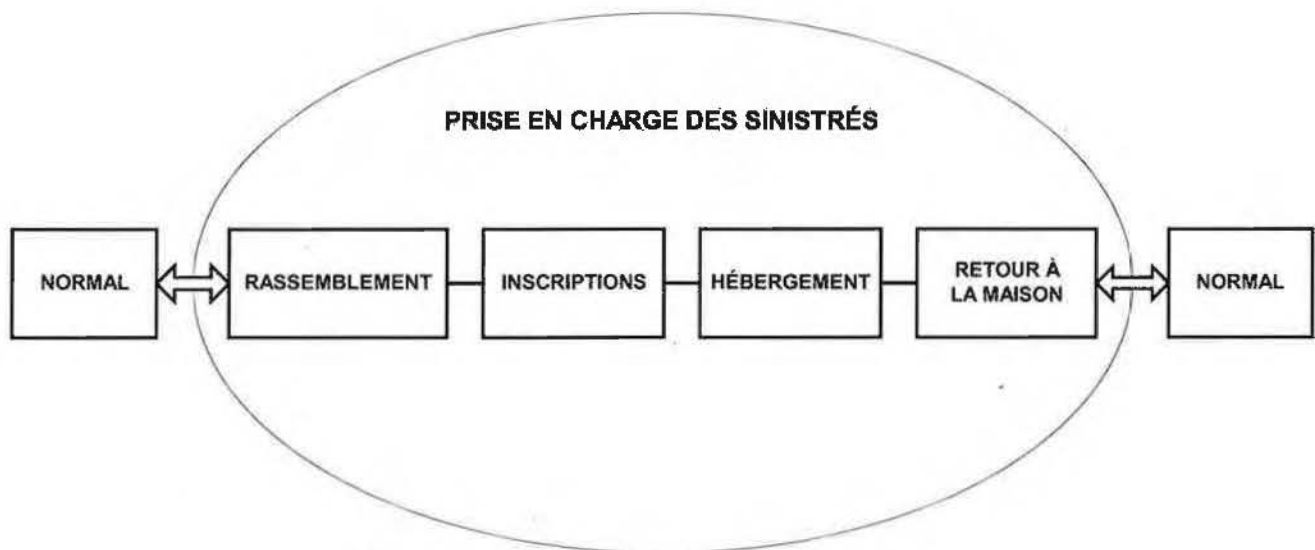 PRISE EN CHARGE DES SINISTRÉS
NORMAL
RASSEMBLEMENT
INSCRIPTIONS
HÉBERGEMENT
RETOUR À
LA MAISON
NORMAL